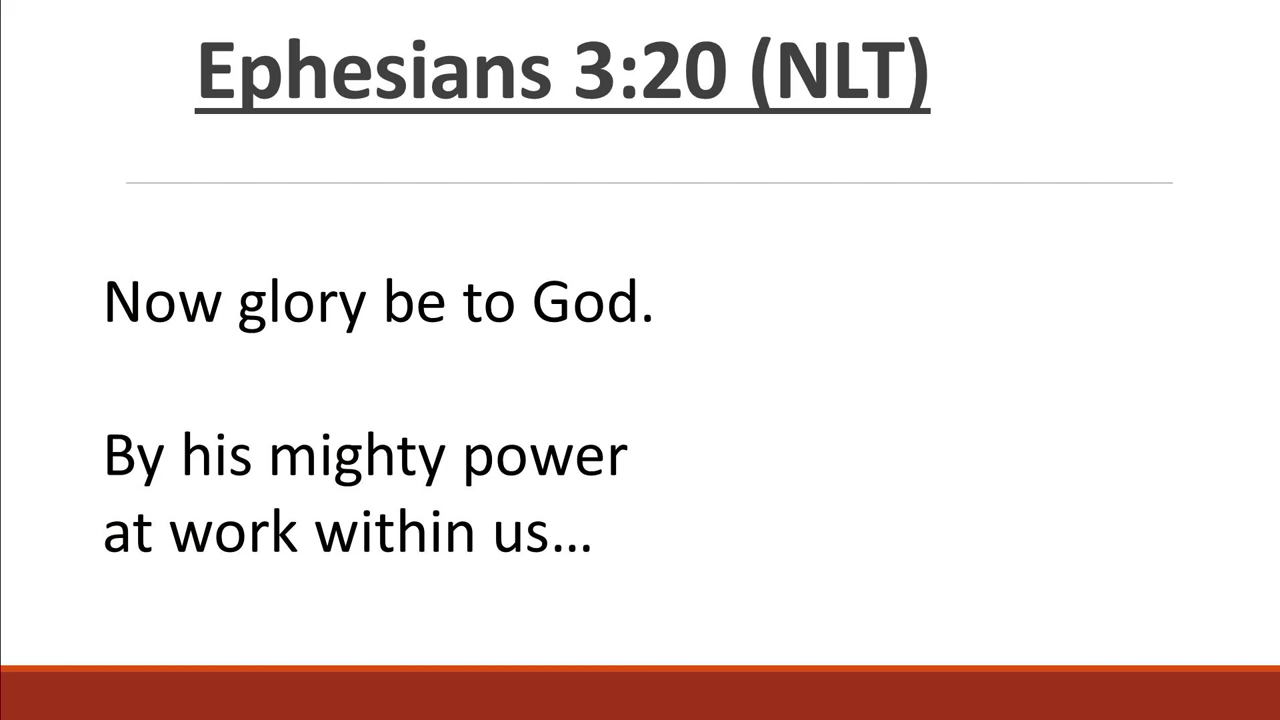 Ephesians 3:20 (NLT)
Now glory be to God.
By his mighty power
at work within us…